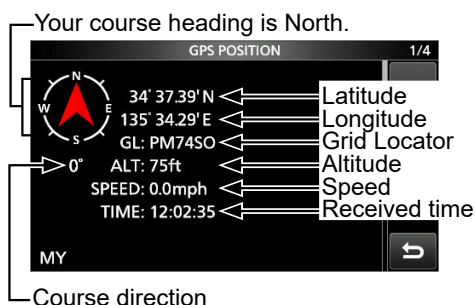 Your course heading is North.
GPS POSITION 1/4
N
W E
S
34°37.39'N Latitude
135°34.29'E Longitude
GL: PM74SO Grid Locator
0° ALT: 75ft Altitude
SPEED: 0.0mph Speed
TIME: 12:02:35 Received time
MY
Course direction